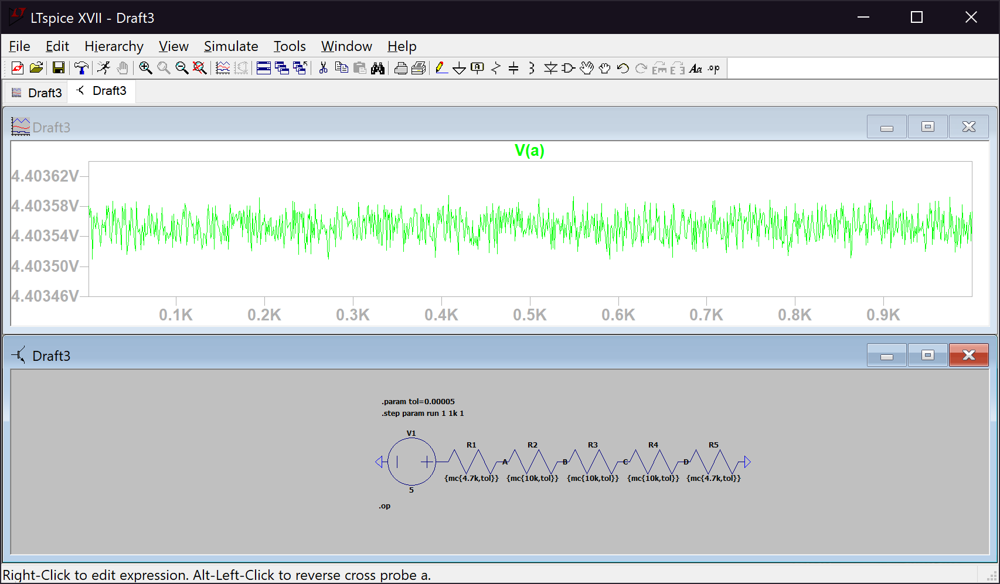 LTspice XVII - Draft3
File Edit Hierarchy View Simulate Tools Window Help
Draft3
Draft3
Draft3
V(a)
4.40362V
4.40358V
4.40354V
4.40350V
4.40346V
0.1K 0.2K 0.3K 0.4K 0.5K 0.6K 0.7K 0.8K 0.9K
Draft3
.param tol=0.00005
.step param run 1 1k 1
V1
R1 R2 R3 R4 R5
A B C D
{mc{4.7k,tol}} {mc{10k,tol}} {mc{10k,tol}} {mc{10k,tol}} {mc{4.7k,tol}}
5
.op
Right-Click to edit expression. Alt-Left-Click to reverse cross probe a.